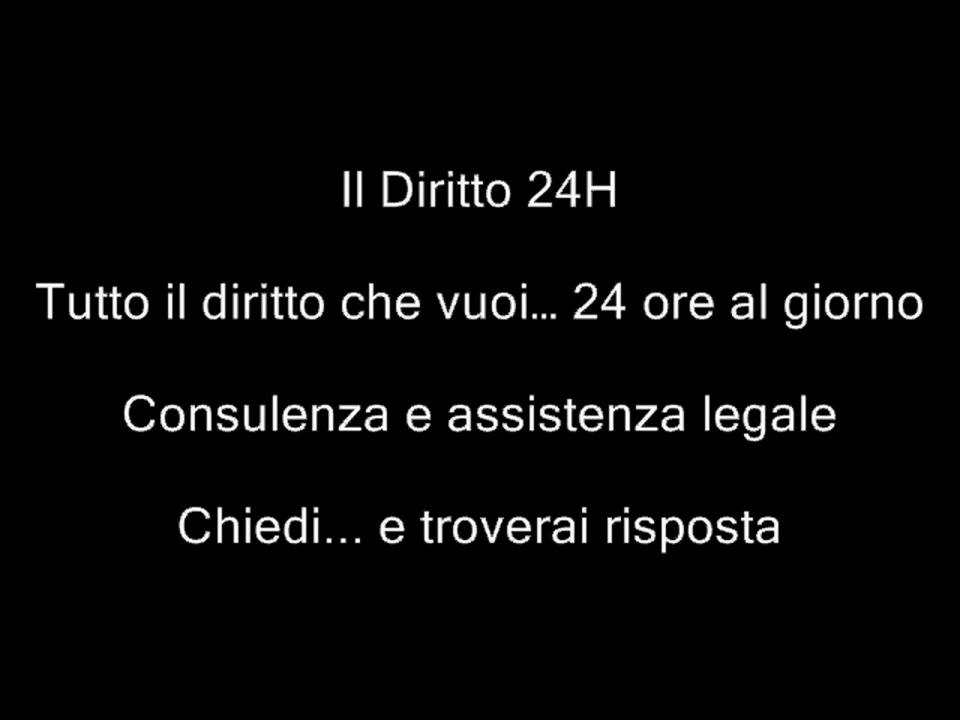 Il Diritto 24H
Tutto il diritto che vuoi… 24 ore al giorno
Consulenza e assistenza legale
Chiedi... e troverai risposta